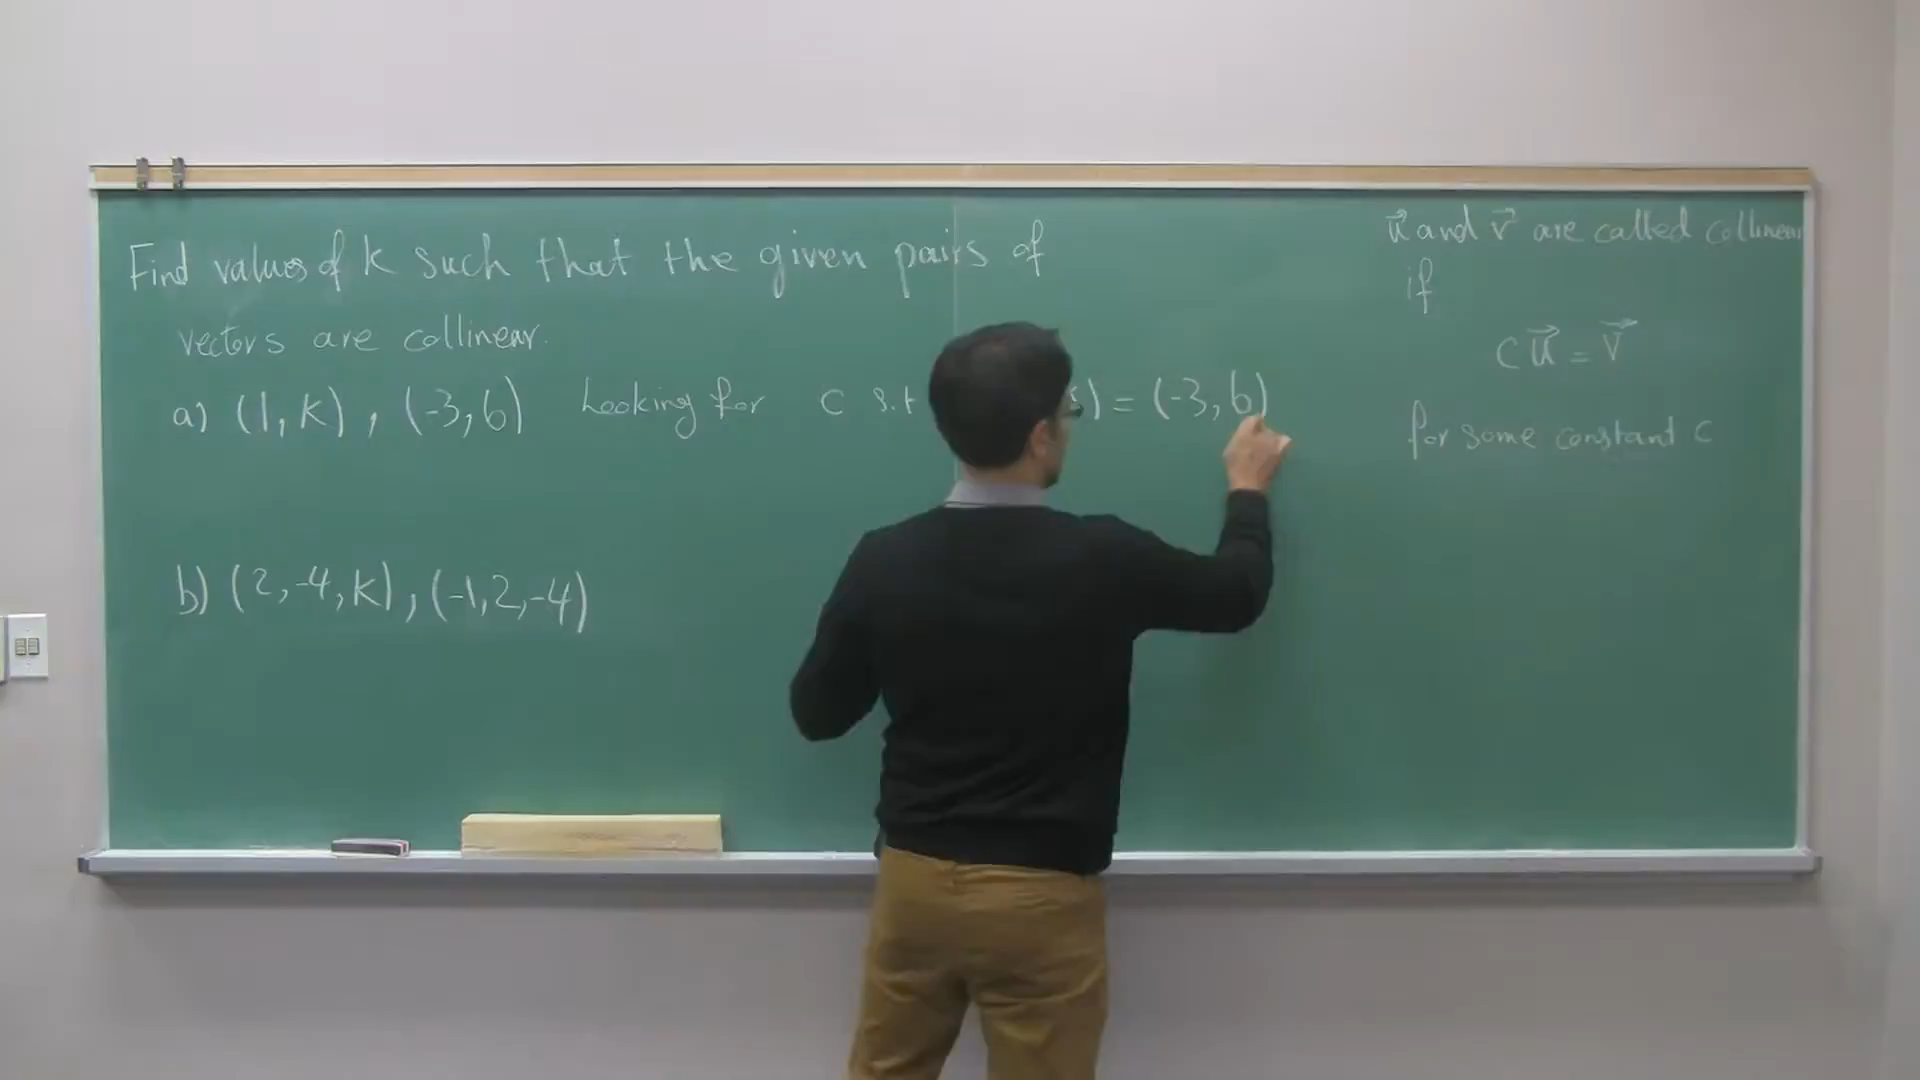 Find values of k such that the given pairs of
vectors are collinear.
a) (1, k) , (-3, 6) Looking for c s.t ) = (-3, 6)
b) (2, -4, k) , (-1, 2, -4)
u⃗ and v⃗ are called collinear
if
c u⃗ = v⃗
for some constant c